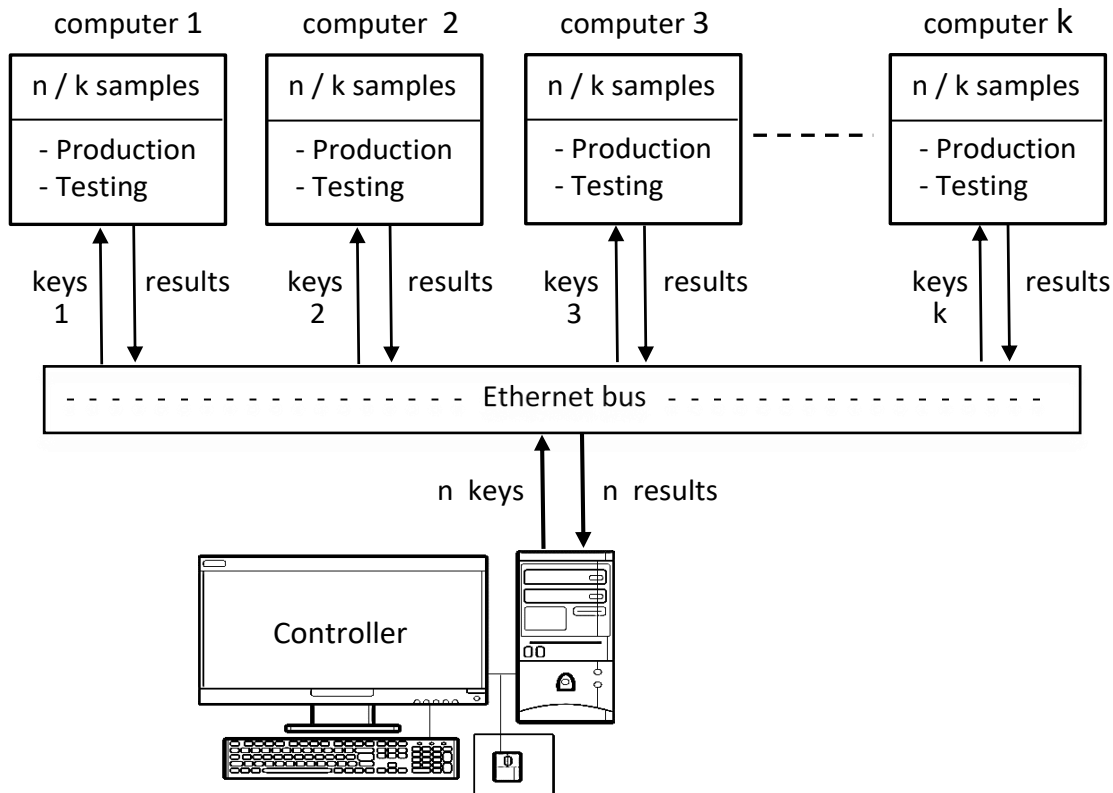 computer 1
n / k samples
- Production
- Testing
keys
1
results
computer 2
n / k samples
- Production
- Testing
keys
2
results
computer 3
n / k samples
- Production
- Testing
keys
3
results
computer k
n / k samples
- Production
- Testing
keys
k
results
Ethernet bus
n keys
n results
Controller